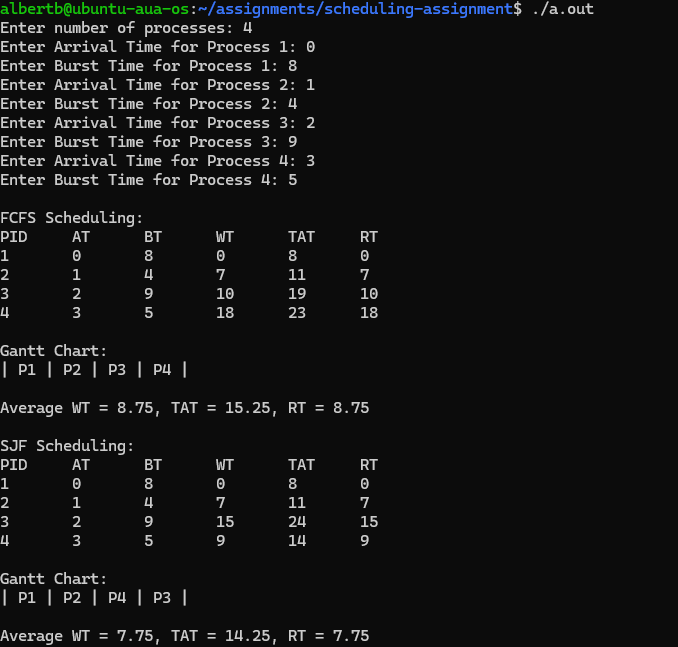 albertb@ubuntu-aua-os:~/assignments/scheduling-assignment$ ./a.out
Enter number of processes: 4
Enter Arrival Time for Process 1: 0
Enter Burst Time for Process 1: 8
Enter Arrival Time for Process 2: 1
Enter Burst Time for Process 2: 4
Enter Arrival Time for Process 3: 2
Enter Burst Time for Process 3: 9
Enter Arrival Time for Process 4: 3
Enter Burst Time for Process 4: 5

FCFS Scheduling:
PID     AT      BT      WT      TAT     RT
1       0       8       0       8       0
2       1       4       7       11      7
3       2       9       10      19      10
4       3       5       18      23      18

Gantt Chart:
| P1 | P2 | P3 | P4 |

Average WT = 8.75, TAT = 15.25, RT = 8.75

SJF Scheduling:
PID     AT      BT      WT      TAT     RT
1       0       8       0       8       0
2       1       4       7       11      7
3       2       9       15      24      15
4       3       5       9       14      9

Gantt Chart:
| P1 | P2 | P4 | P3 |

Average WT = 7.75, TAT = 14.25, RT = 7.75